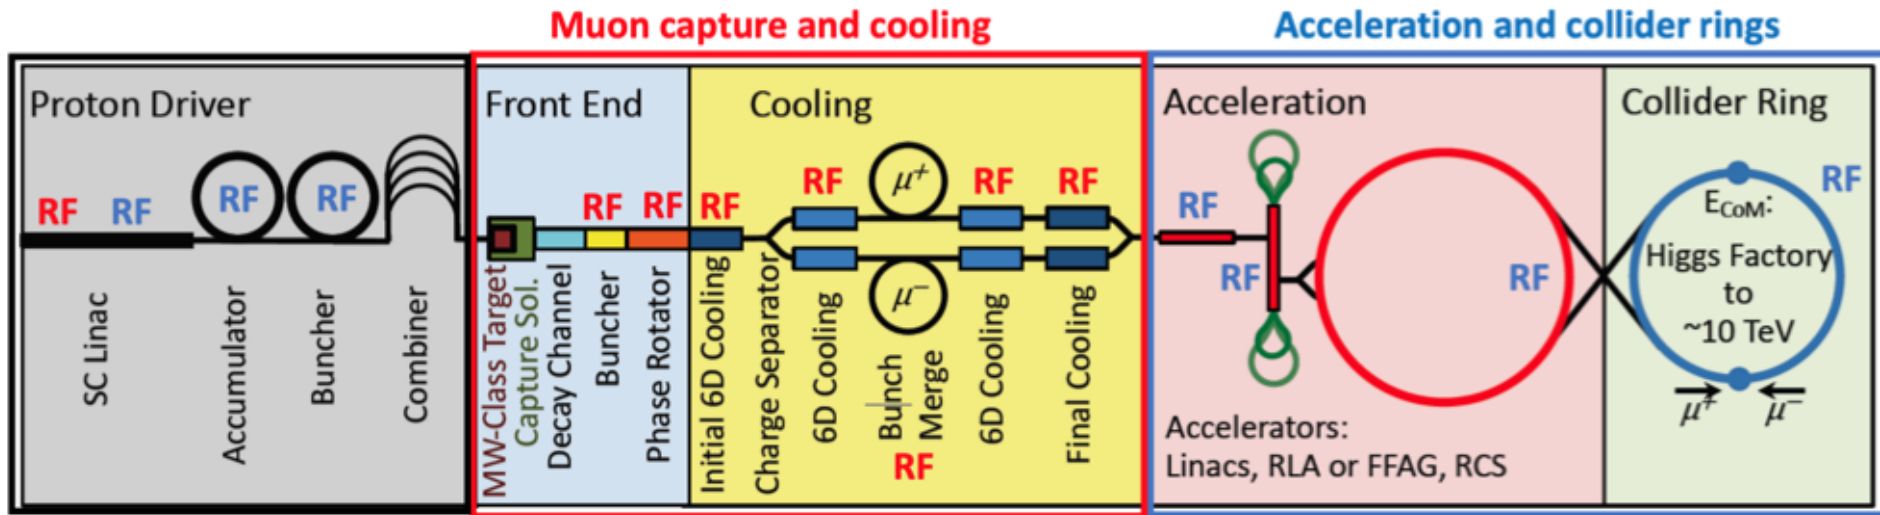 Muon capture and cooling
Acceleration and collider rings
Proton Driver
RF
RF
RF
RF
SC Linac
Accumulator
Buncher
Combiner
Front End
RF
RF
MW-Class Target
Capture Sol.
Decay Channel
Buncher
Phase Rotator
Cooling
RF
RF
μ+
RF
RF
μ−
Initial 6D Cooling
Charge Separator
6D Cooling
Bunch
Merge
RF
6D Cooling
Final Cooling
Acceleration
RF
RF
RF
Accelerators:
Linacs, RLA or FFAG, RCS
Collider Ring
RF
ECoM:
Higgs Factory
to
~10 TeV
μ+
μ−